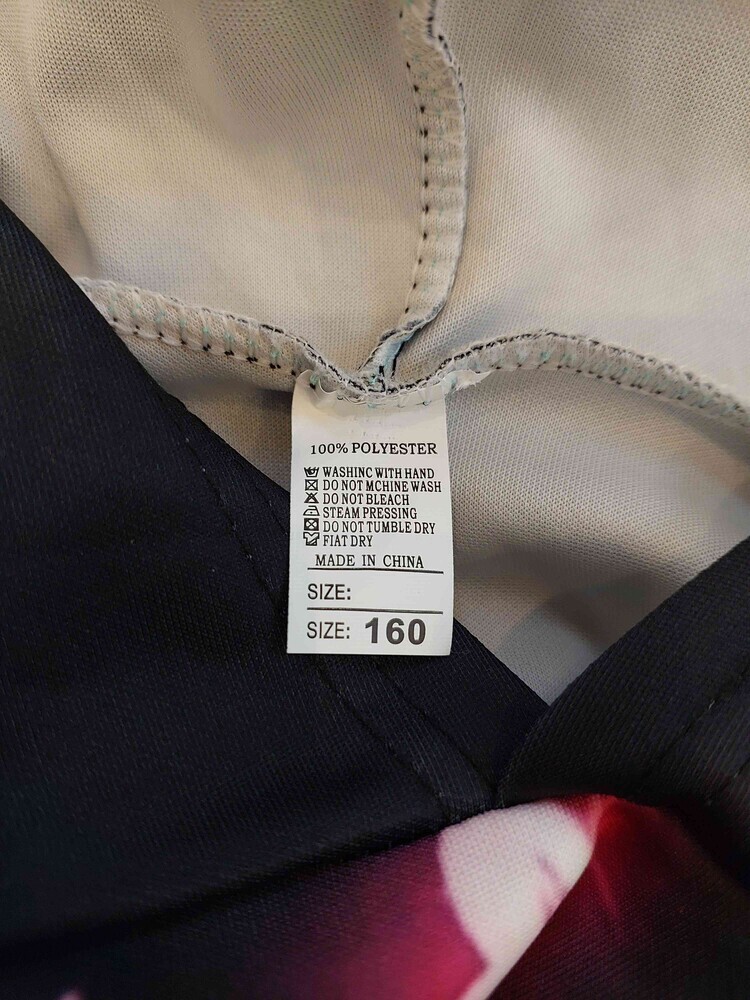 100% POLYESTER
WASHINC WITH HAND
DO NOT MCHINE WASH
DO NOT BLEACH
STEAM PRESSING
DO NOT TUMBLE DRY
FIAT DRY
MADE IN CHINA
SIZE:
SIZE: 160